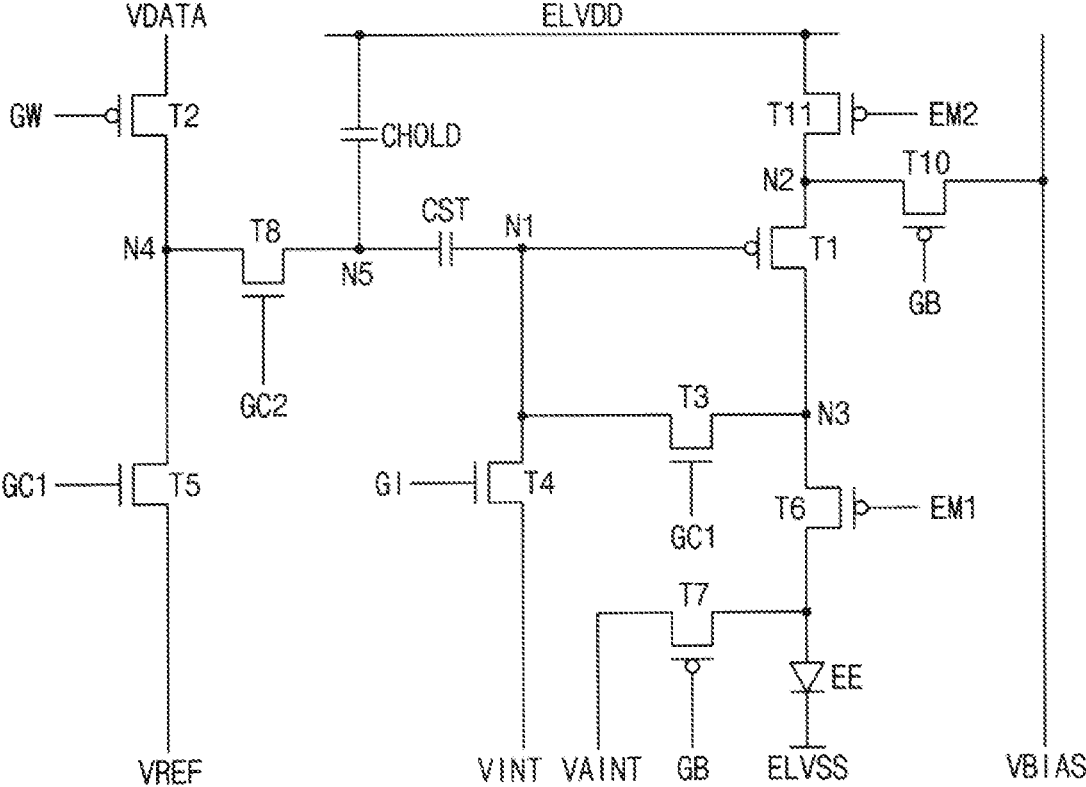 VDATA
ELVDD
GW
T2
CHOLD
T11
EM2
N2
T10
CST
N1
T8
N4
N5
T1
GB
GC2
T3
N3
GC1
T5
GI
T4
T6
EM1
GC1
T7
EE
VREF
VINT
VAINT
GB
ELVSS
VBIAS